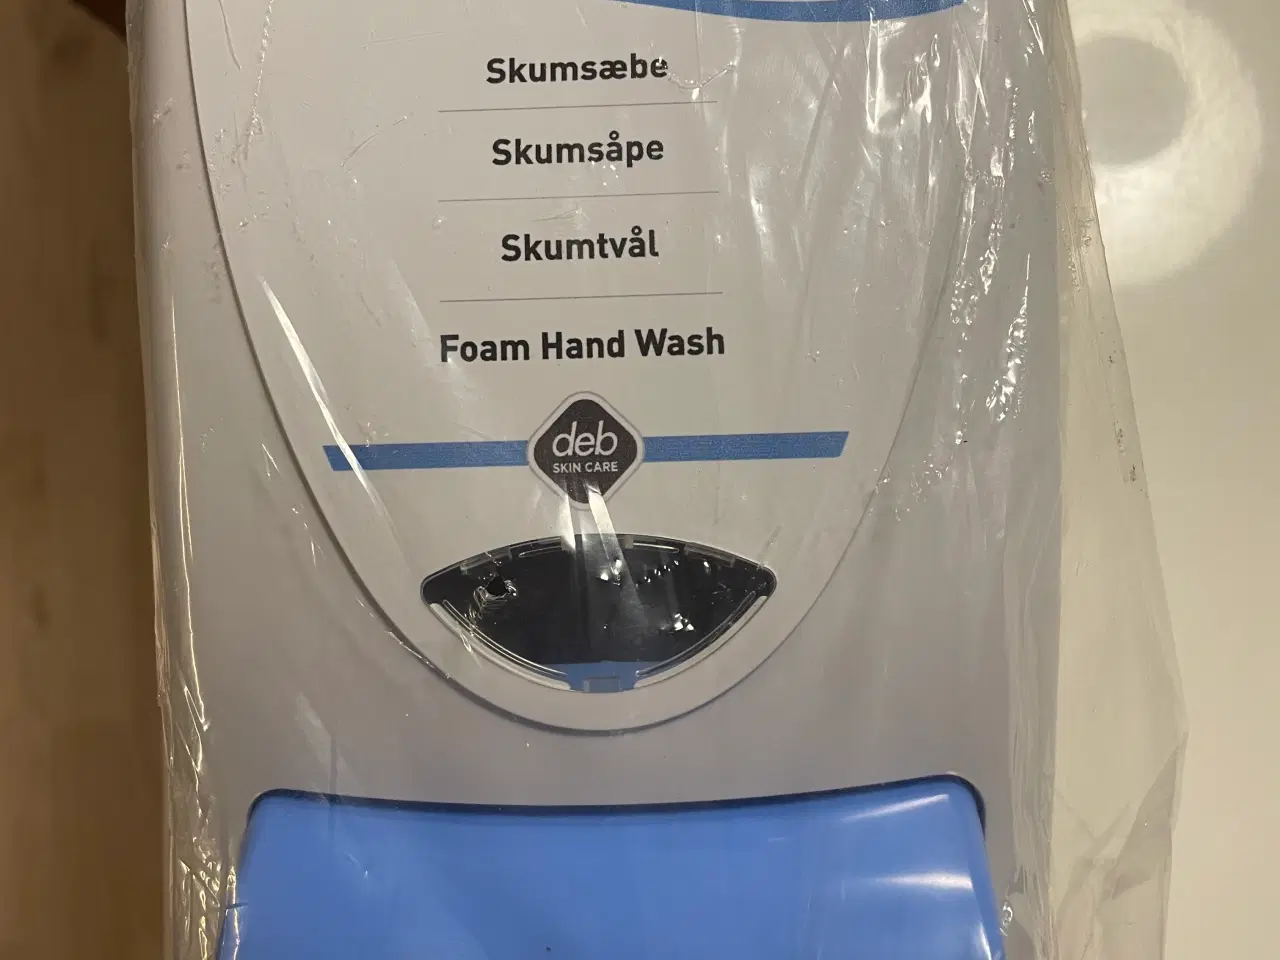 Skumsæbe
Skumsåpe
Skumtvål
Foam Hand Wash
deb
SKIN CARE